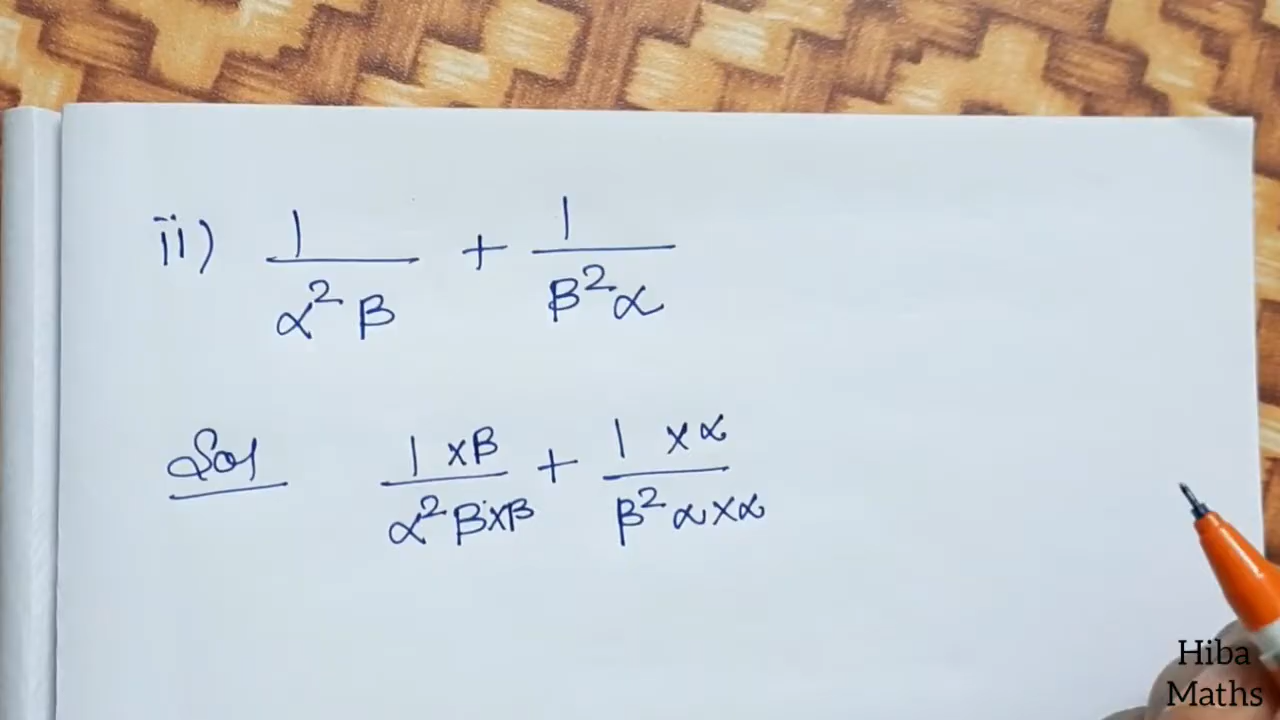 ii) 1/α²β + 1/β²α
Sol 1 ×β/α²β×β + 1 ×α/β²α×α
Hiba
Maths